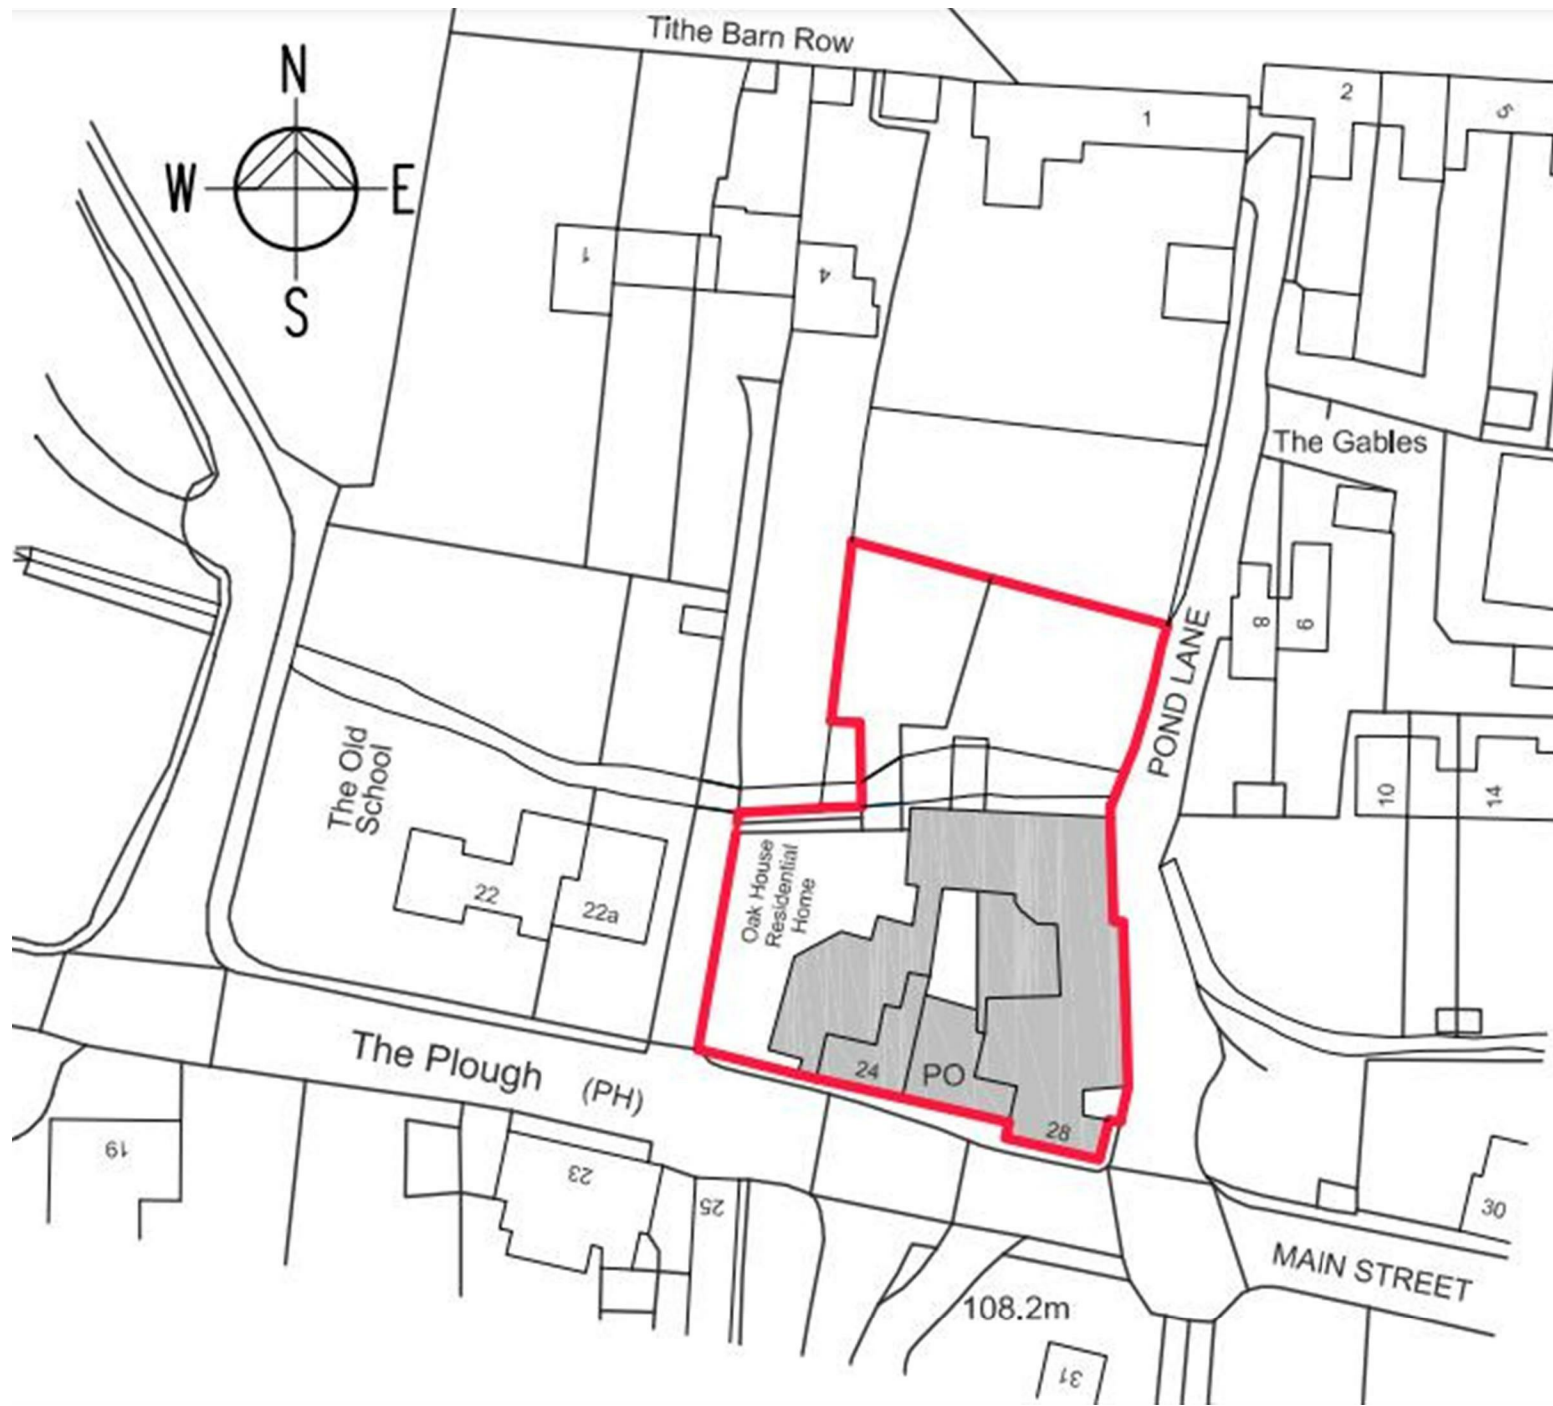 Tithe Barn Row
N
W
E
S
1
2
5
1
4
The Gables
8
6
POND LANE
The Old
School
10
14
Oak House
Residential
Home
22
22a
The Plough (PH)
24
PO
28
19
23
25
30
MAIN STREET
108.2m
31